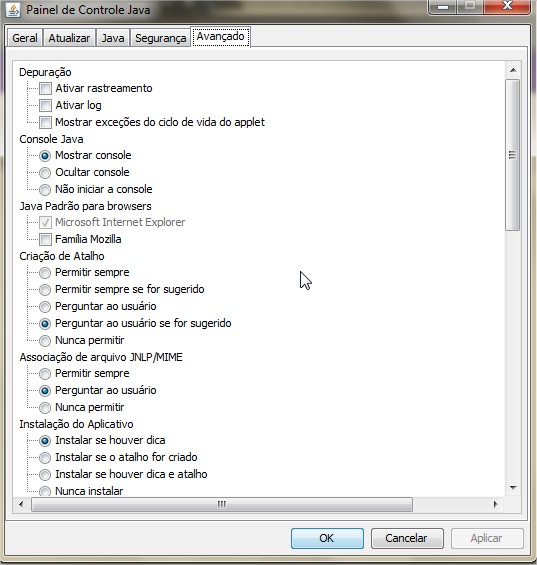 Painel de Controle Java
Geral Atualizar Java Segurança Avançado
Depuração
Ativar rastreamento
Ativar log
Mostrar exceções do ciclo de vida do applet
Console Java
Mostrar console
Ocultar console
Não iniciar a console
Java Padrão para browsers
Microsoft Internet Explorer
Família Mozilla
Criação de Atalho
Permitir sempre
Permitir sempre se for sugerido
Perguntar ao usuário
Perguntar ao usuário se for sugerido
Nunca permitir
Associação de arquivo JNLP/MIME
Permitir sempre
Perguntar ao usuário
Nunca permitir
Instalação do Aplicativo
Instalar se houver dica
Instalar se o atalho for criado
Instalar se houver dica e atalho
Nunca instalar
OK Cancelar Aplicar